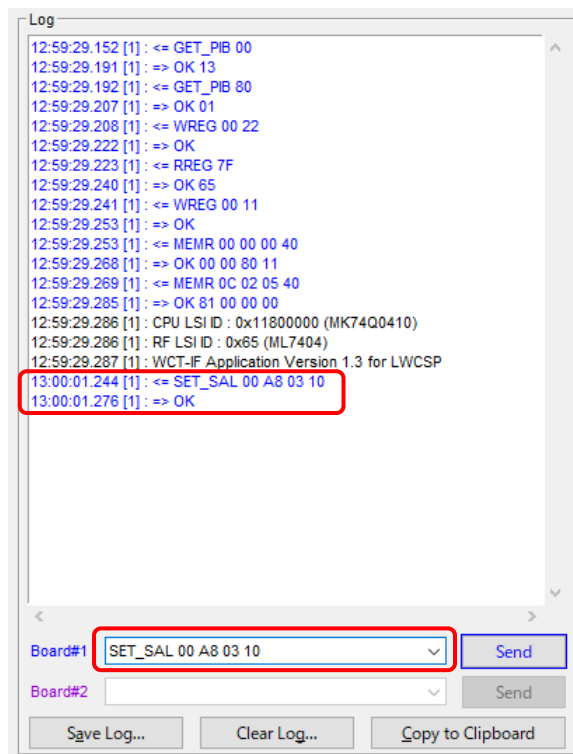 Log
12:59:29.152 [1] : <= GET_PIB 00
12:59:29.191 [1] : => OK 13
12:59:29.192 [1] : <= GET_PIB 80
12:59:29.207 [1] : => OK 01
12:59:29.208 [1] : <= WREG 00 22
12:59:29.222 [1] : => OK
12:59:29.223 [1] : <= RREG 7F
12:59:29.240 [1] : => OK 65
12:59:29.241 [1] : <= WREG 00 11
12:59:29.253 [1] : => OK
12:59:29.253 [1] : <= MEMR 00 00 00 40
12:59:29.268 [1] : => OK 00 00 80 11
12:59:29.269 [1] : <= MEMR 0C 02 05 40
12:59:29.285 [1] : => OK 81 00 00 00
12:59:29.286 [1] : CPU LSI ID : 0x11800000 (MK74Q0410)
12:59:29.286 [1] : RF LSI ID : 0x65 (ML7404)
12:59:29.287 [1] : WCT-IF Application Version 1.3 for LWCSP
13:00:01.244 [1] : <= SET_SAL 00 A8 03 10
13:00:01.276 [1] : => OK
Board#1 SET_SAL 00 A8 03 10 Send
Board#2 Send
Save Log... Clear Log... Copy to Clipboard